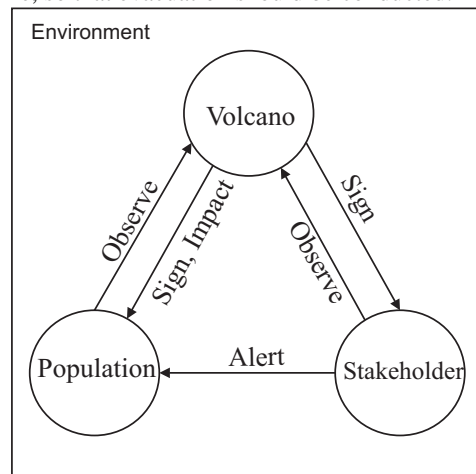 Environment
Volcano
Observe
Sign, Impact
Observe
Sign
Population
Alert
Stakeholder